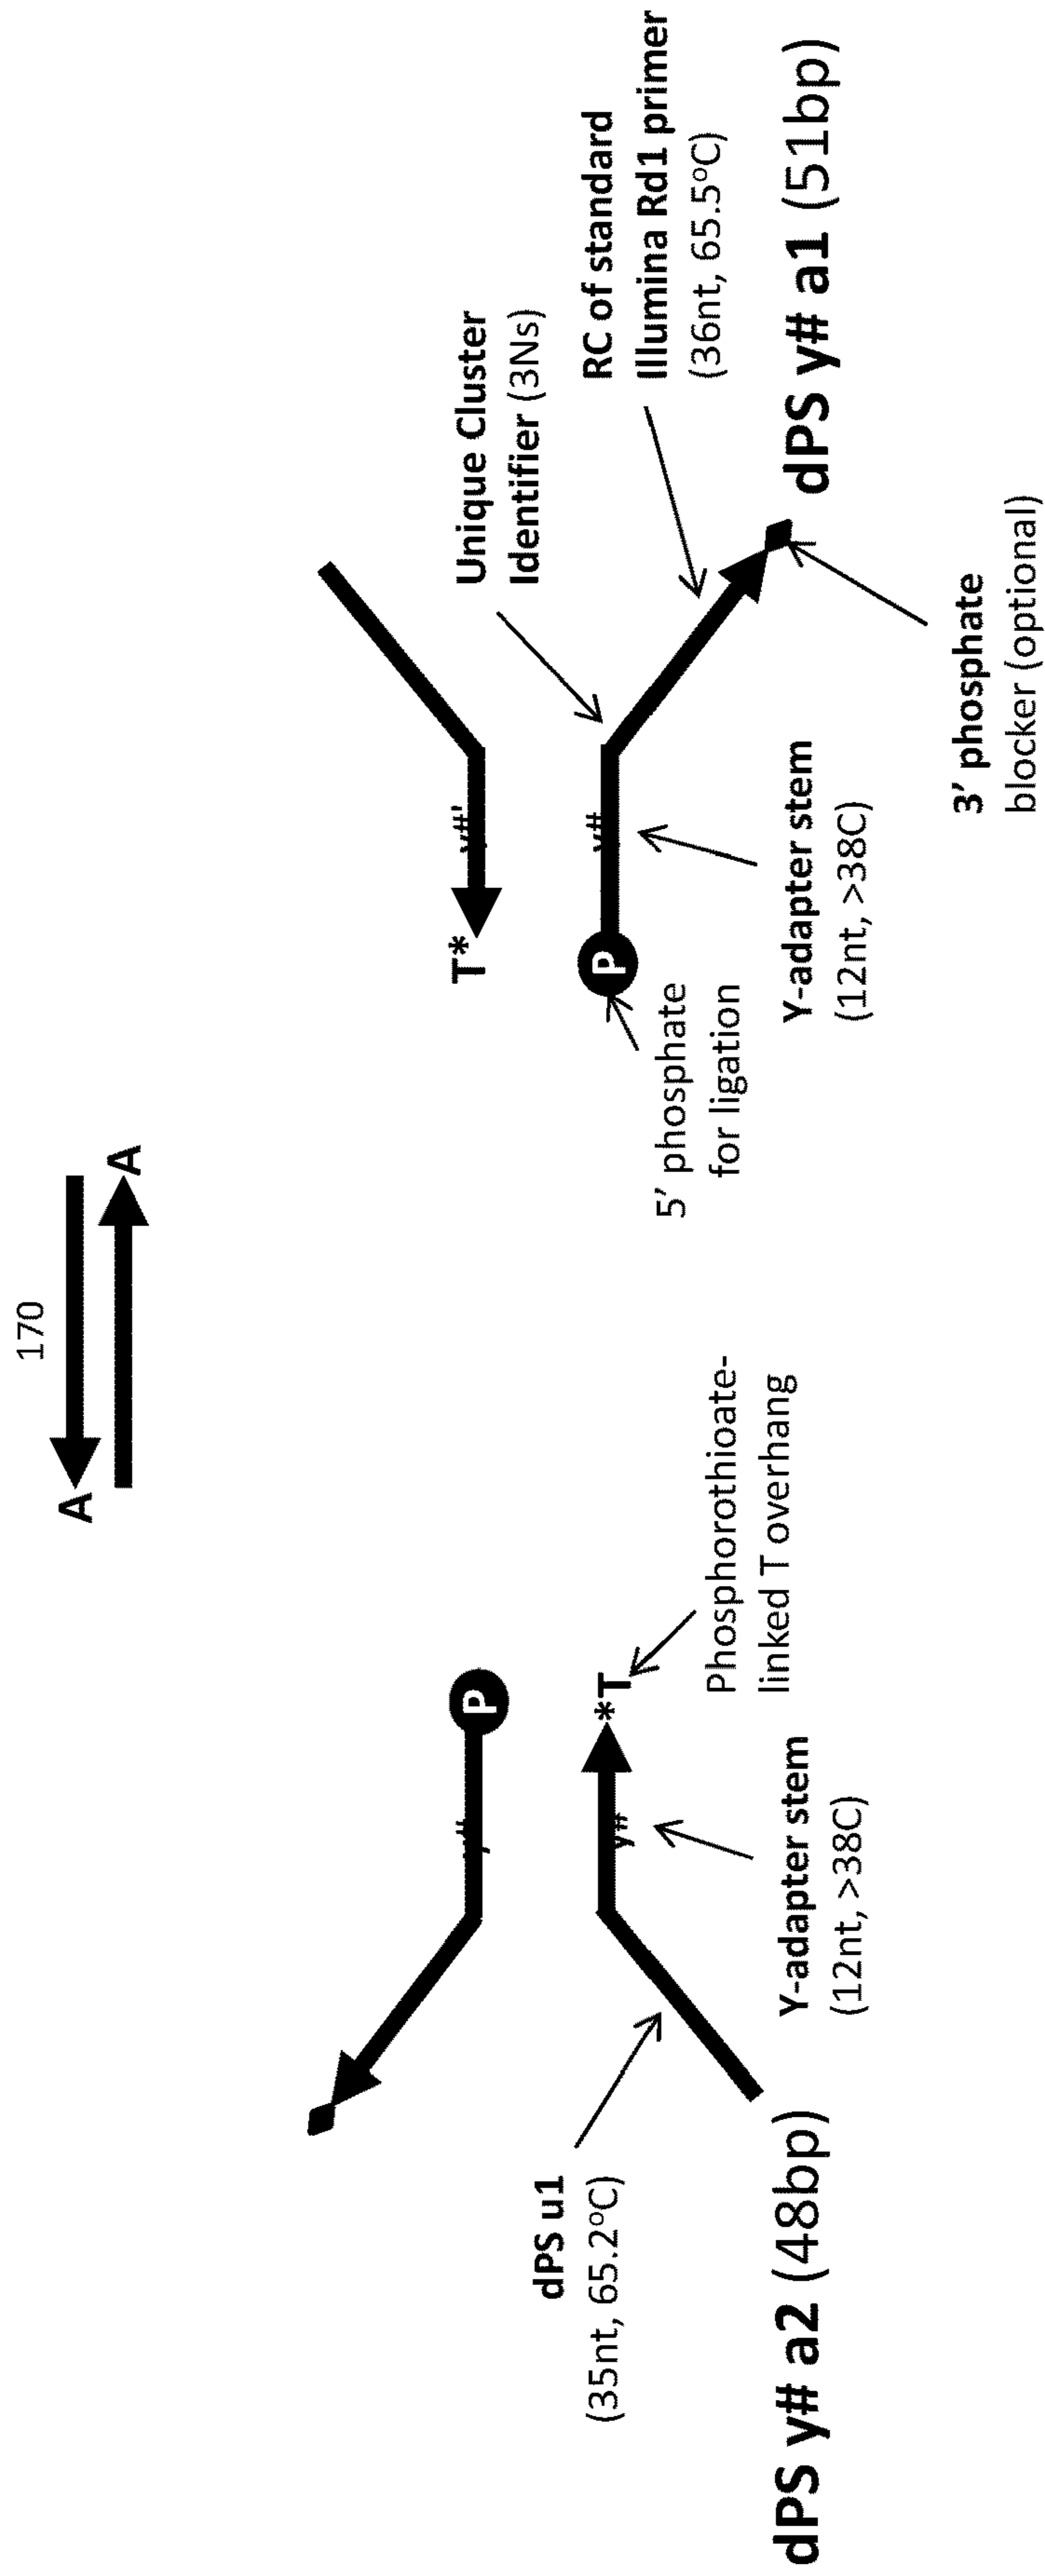 170
A
A
P
T*
y#'
Unique Cluster
Identifier (3Ns)
dPS u1
(35nt, 65.2°C)
y#
*T
P
y#
RC of standard
Illumina Rd1 primer
(36nt, 65.5°C)
Phosphorothioate-
linked T overhang
5' phosphate
for ligation
Y-adapter stem
(12nt, >38C)
Y-adapter stem
(12nt, >38C)
dPS y# a2 (48bp)
dPS y# a1 (51bp)
3' phosphate
blocker (optional)